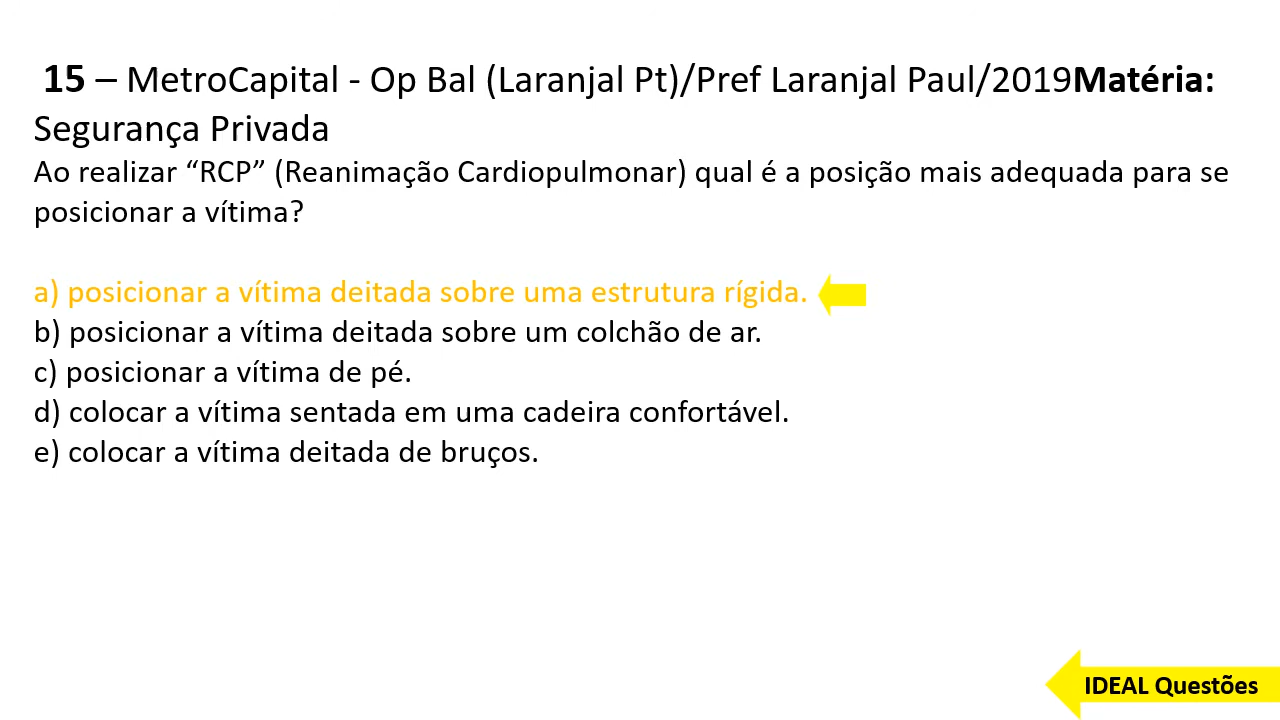 15 – MetroCapital - Op Bal (Laranjal Pt)/Pref Laranjal Paul/2019Matéria:
Segurança Privada
Ao realizar “RCP” (Reanimação Cardiopulmonar) qual é a posição mais adequada para se
posicionar a vítima?
a) posicionar a vítima deitada sobre uma estrutura rígida.
b) posicionar a vítima deitada sobre um colchão de ar.
c) posicionar a vítima de pé.
d) colocar a vítima sentada em uma cadeira confortável.
e) colocar a vítima deitada de bruços.
IDEAL Questões